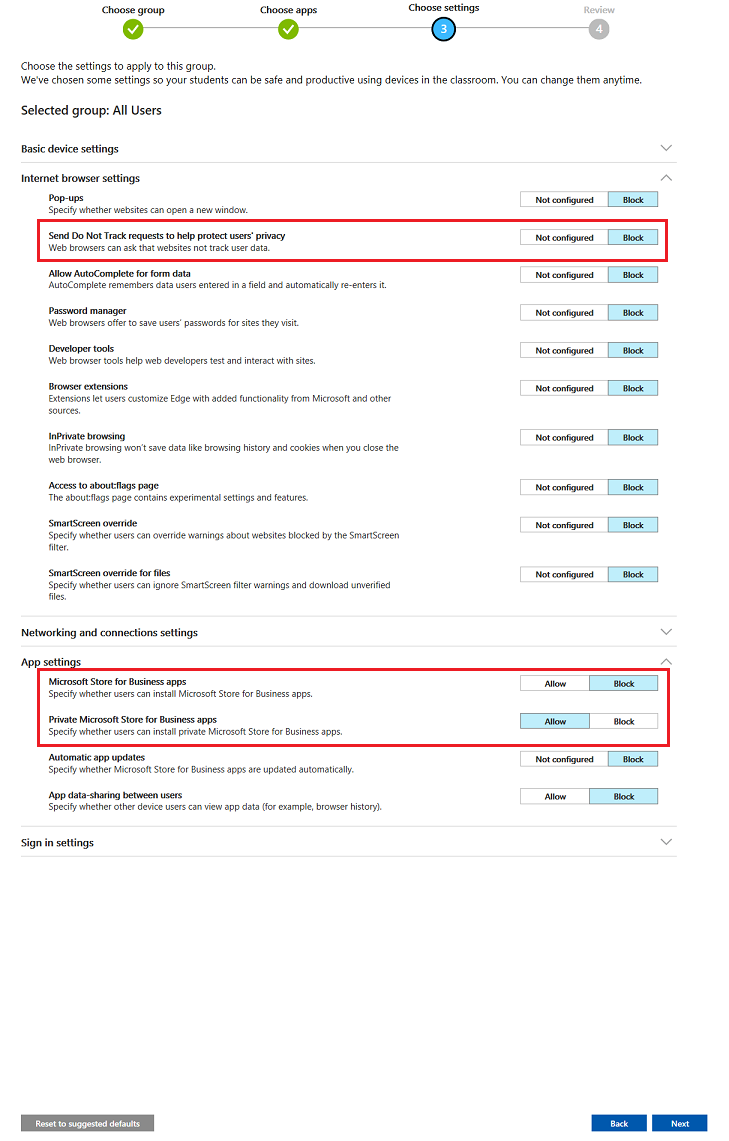 Choose group
Choose apps
Choose settings
Review
3
4
Choose the settings to apply to this group.
We've chosen some settings so your students can be safe and productive using devices in the classroom. You can change them anytime.
Selected group: All Users
Basic device settings
Internet browser settings
Pop-ups
Specify whether websites can open a new window.
Not configured
Block
Send Do Not Track requests to help protect users' privacy
Web browsers can ask that websites not track user data.
Not configured
Block
Allow AutoComplete for form data
AutoComplete remembers data users entered in a field and automatically re-enters it.
Not configured
Block
Password manager
Web browsers offer to save users' passwords for sites they visit.
Not configured
Block
Developer tools
Web browser tools help web developers test and interact with sites.
Not configured
Block
Browser extensions
Extensions let users customize Edge with added functionality from Microsoft and other
sources.
Not configured
Block
InPrivate browsing
InPrivate browsing won't save data like browsing history and cookies when you close the
web browser.
Not configured
Block
Access to about:flags page
The about:flags page contains experimental settings and features.
Not configured
Block
SmartScreen override
Specify whether users can override warnings about websites blocked by the SmartScreen
filter.
Not configured
Block
SmartScreen override for files
Specify whether users can ignore SmartScreen filter warnings and download unverified
files.
Not configured
Block
Networking and connections settings
App settings
Microsoft Store for Business apps
Specify whether users can install Microsoft Store for Business apps.
Allow
Block
Private Microsoft Store for Business apps
Specify whether users can install private Microsoft Store for Business apps.
Allow
Block
Automatic app updates
Specify whether Microsoft Store for Business apps are updated automatically.
Not configured
Block
App data-sharing between users
Specify whether other device users can view app data (for example, browser history).
Allow
Block
Sign in settings
Reset to suggested defaults
Back
Next